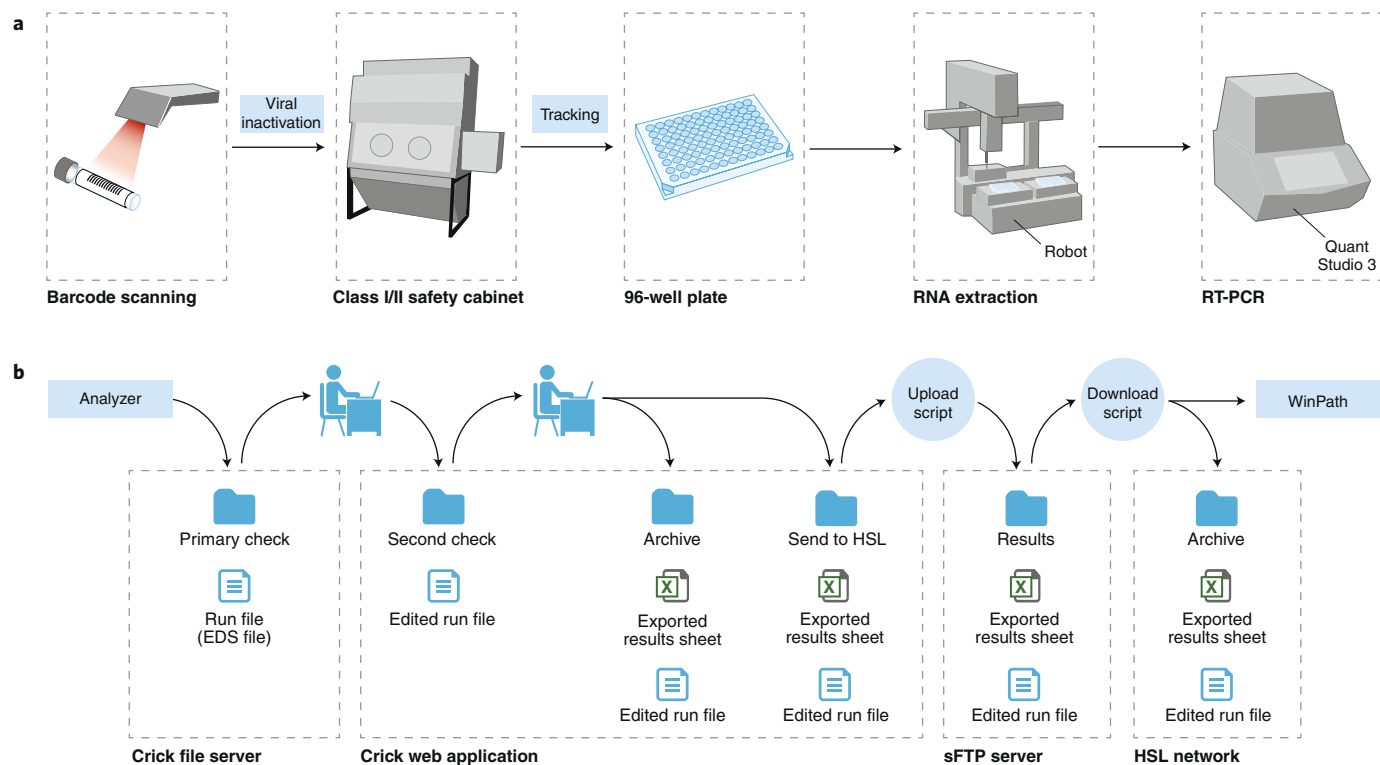 a
Viral
inactivation
Tracking
Robot
Quant
Studio 3
Barcode scanning
Class I/II safety cabinet
96-well plate
RNA extraction
RT-PCR
b
Analyzer
Upload
script
Download
script
WinPath
Primary check
Second check
Archive
Send to HSL
Results
Archive
X
X
X
X
Run file
(EDS file)
Edited run file
Exported
results sheet
Exported
results sheet
Exported
results sheet
Exported
results sheet
Edited run file
Edited run file
Edited run file
Edited run file
Crick file server
Crick web application
sFTP server
HSL network